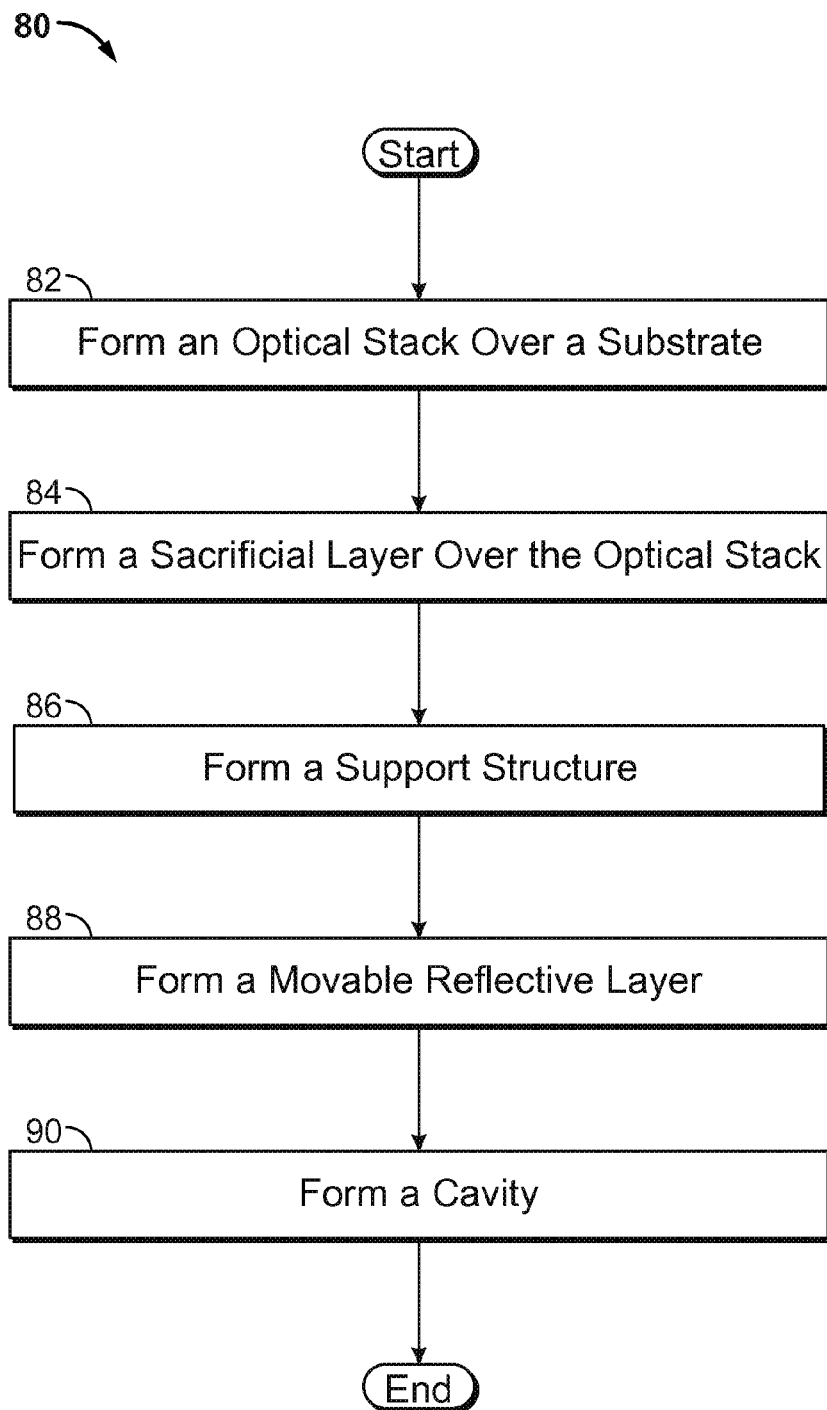 80
Start
82
Form an Optical Stack Over a Substrate
84
Form a Sacrificial Layer Over the Optical Stack
86
Form a Support Structure
88
Form a Movable Reflective Layer
90
Form a Cavity
End